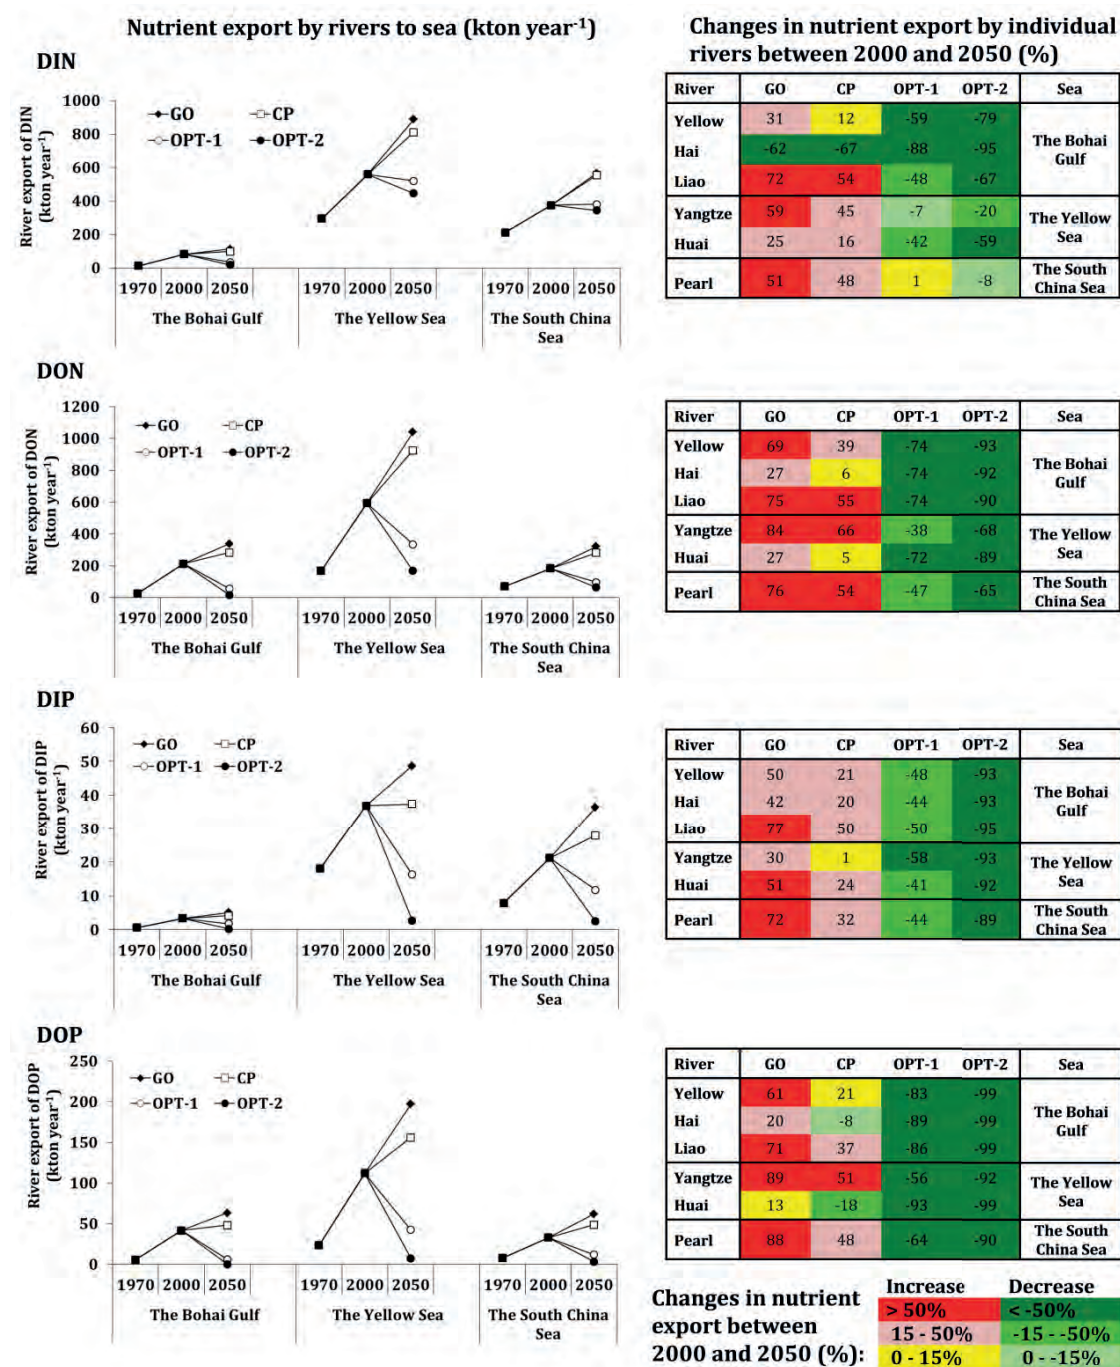 Nutrient export by rivers to sea (kton year-1)
Changes in nutrient export by individual
rivers between 2000 and 2050 (%)
DIN
River export of DIN
(kton year-1)
1000
800
600
400
200
0
GO CP
OPT-1 OPT-2
1970 2000 2050 1970 2000 2050 1970 2000 2050
The Bohai Gulf The Yellow Sea The South China
Sea
River GO CP OPT-1 OPT-2 Sea
Yellow 31 12 -59 -79
Hai -62 -67 -88 -95
Liao 72 54 -48 -67
The Bohai
Gulf
Yangtze 59 45 -7 -20
Huai 25 16 -42 -59
The Yellow
Sea
Pearl 51 48 1 -8
The South
China Sea
DON
River export of DON
(kton year-1)
1200
1000
800
600
400
200
0
GO CP
OPT-1 OPT-2
1970 2000 2050 1970 2000 2050 1970 2000 2050
The Bohai Gulf The Yellow Sea The South China
Sea
River GO CP OPT-1 OPT-2 Sea
Yellow 69 39 -74 -93
Hai 27 6 -74 -92
Liao 75 55 -74 -90
The Bohai
Gulf
Yangtze 84 66 -38 -68
Huai 27 5 -72 -89
The Yellow
Sea
Pearl 76 54 -47 -65
The South
China Sea
DIP
River export of DIP
(kton year-1)
60
50
40
30
20
10
0
GO CP
OPT-1 OPT-2
1970 2000 2050 1970 2000 2050 1970 2000 2050
The Bohai Gulf The Yellow Sea The South China
Sea
River GO CP OPT-1 OPT-2 Sea
Yellow 50 21 -48 -93
Hai 42 20 -44 -93
Liao 77 50 -50 -95
The Bohai
Gulf
Yangtze 30 1 -58 -93
Huai 51 24 -41 -92
The Yellow
Sea
Pearl 72 32 -44 -89
The South
China Sea
DOP
River export of DOP
(kton year-1)
250
200
150
100
50
0
GO CP
OPT-1 OPT-2
1970 2000 2050 1970 2000 2050 1970 2000 2050
The Bohai Gulf The Yellow Sea The South China
Sea
River GO CP OPT-1 OPT-2 Sea
Yellow 61 21 -83 -99
Hai 20 -8 -89 -99
Liao 71 37 -86 -99
The Bohai
Gulf
Yangtze 89 51 -56 -92
Huai 13 -18 -93 -99
The Yellow
Sea
Pearl 88 48 -64 -90
The South
China Sea
Changes in nutrient
export between
2000 and 2050 (%):
Increase Decrease
> 50% < -50%
15 - 50% -15 --50%
0 - 15% 0 --15%